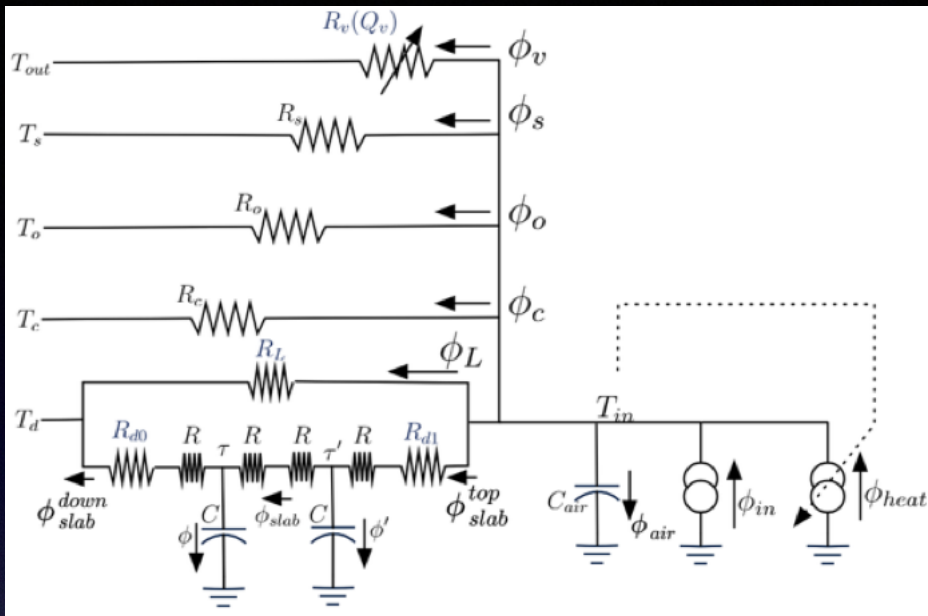 R_v(Q_v)
T_out ϕ_v
R_s ϕ_s
T_s
R_o ϕ_o
T_o
R_c ϕ_c
T_c
R_L ϕ_L
T_d T_in
R_d0 R τ R R τ' R R_d1
ϕ_slab^down ϕ C ϕ_slab C ϕ' ϕ_slab^top C_air ϕ_air ϕ_in ϕ_heat